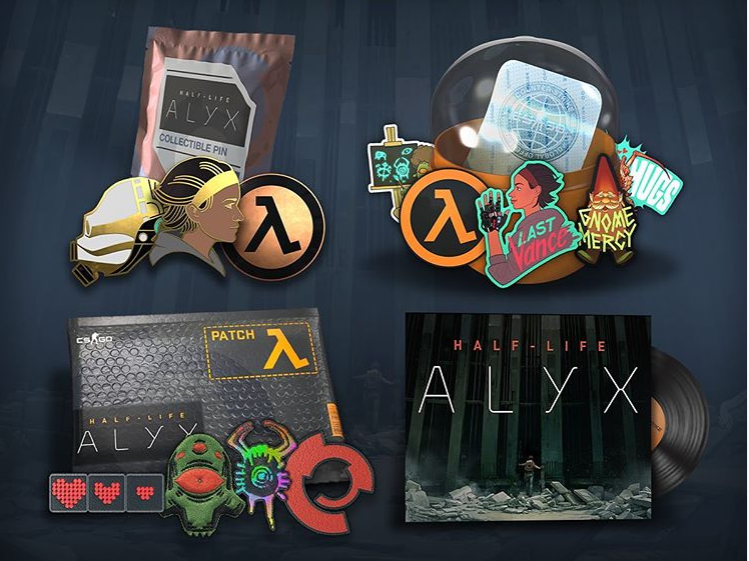 HALF-LIFE
ALYX
COLLECTIBLE PIN
LAST
Vance
GNOME
MERCY
HUGS
CS GO
PATCH
HALF-LIFE
ALYX
HALF-LIFE
ALYX